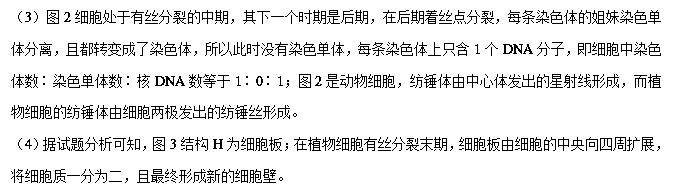 （3）图 2 细胞处于有丝分裂的中期，其下一个时期是后期，在后期着丝点分裂，每条染色体的姐妹染色单
体分离，且都转变成了染色体，所以此时没有染色单体，每条染色体上只含 1 个 DNA 分子，即细胞中染色
体数：染色单体数：核 DNA 数等于 1：0：1；图 2 是动物细胞，纺锤体由中心体发出的星射线形成，而植
物细胞的纺锤体由细胞两极发出的纺锤丝形成。
（4）据试题分析可知，图 3 结构 H 为细胞板；在植物细胞有丝分裂末期，细胞板由细胞的中央向四周扩展，
将细胞质一分为二，且最终形成新的细胞壁。